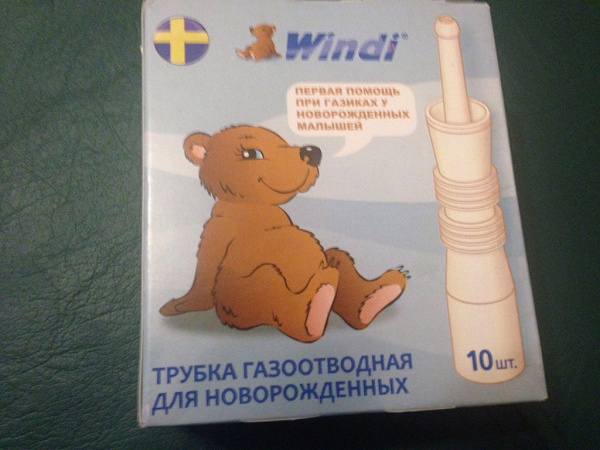 Windi®
ПЕРВАЯ ПОМОЩЬ
ПРИ ГАЗИКАХ У
НОВОРОЖДЕННЫХ
МАЛЫШЕЙ
10 шт.
ТРУБКА ГАЗООТВОДНАЯ
ДЛЯ НОВОРОЖДЕННЫХ